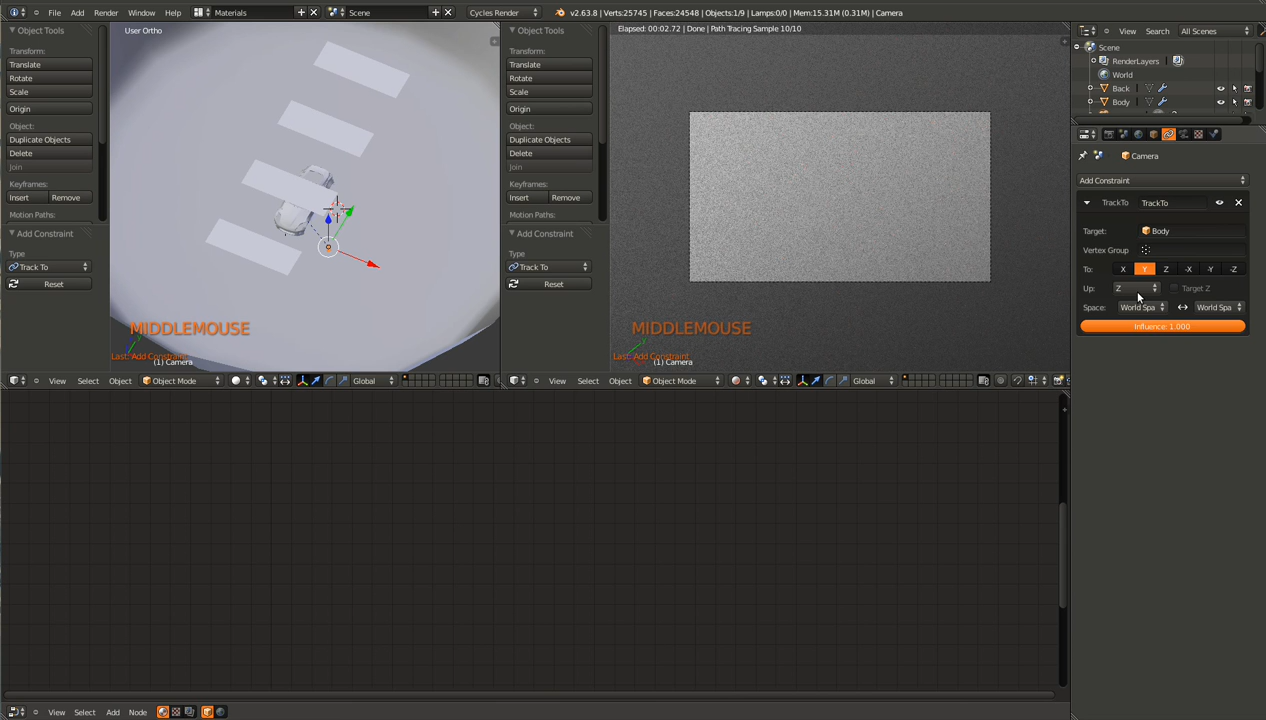 File Add Render Window Help Materials Scene Cycles Render v2.63.8 | Verts:25745 | Faces:24548 | Objects:1/9 | Lamps:0/0 | Mem:15.31M (0.31M) | Camera
Object Tools
Transform:
Translate
Rotate
Scale
Origin
Object:
Duplicate Objects
Delete
Join
Keyframes:
Insert Remove
Motion Paths:
Add Constraint
Type
Track To
Reset
User Ortho
MIDDLEMOUSE
Last: Add Constraint
(1) Camera
View Select Object Object Mode Global
Object Tools
Transform:
Translate
Rotate
Scale
Origin
Object:
Duplicate Objects
Delete
Join
Keyframes:
Insert Remove
Motion Paths:
Add Constraint
Type
Track To
Reset
Elapsed: 00:02.72 | Done | Path Tracing Sample 10/10
MIDDLEMOUSE
Last: Add Constraint
(1) Camera
View Select Object Object Mode Global
View Search All Scenes
Scene
RenderLayers |
World
Back |
Body |
Camera
Add Constraint
TrackTo TrackTo
Target: Body
Vertex Group
To: X Y Z -X -Y -Z
Up: Z Target Z
Space: World Spa World Spa
Influence: 1.000
View Select Add Node